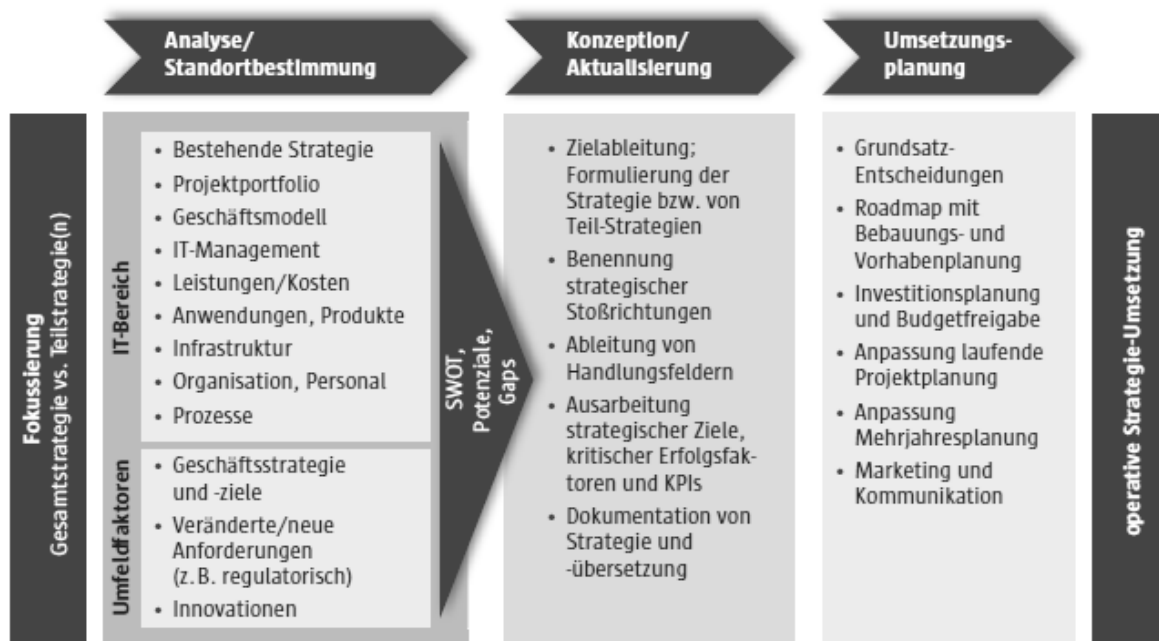 Analyse/
Standortbestimmung
Konzeption/
Aktualisierung
Umsetzungs-
planung
Fokussierung
Gesamtstrategie vs. Teilstrategie(n)
IT-Bereich
• Bestehende Strategie
• Projektportfolio
• Geschäftsmodell
• IT-Management
• Leistungen/Kosten
• Anwendungen, Produkte
• Infrastruktur
• Organisation, Personal
• Prozesse
Umfeldfaktoren
• Geschäftsstrategie
und -ziele
• Veränderte/neue
Anforderungen
(z. B. regulatorisch)
• Innovationen
SWOT,
Potenziale,
Gaps
• Zielableitung;
Formulierung der
Strategie bzw. von
Teil-Strategien
• Benennung
strategischer
Stoßrichtungen
• Ableitung von
Handlungsfeldern
• Ausarbeitung
strategischer Ziele,
kritischer Erfolgsfak-
toren und KPIs
• Dokumentation von
Strategie und
-übersetzung
• Grundsatz-
Entscheidungen
• Roadmap mit
Bebauungs- und
Vorhabenplanung
• Investitionsplanung
und Budgetfreigabe
• Anpassung laufende
Projektplanung
• Anpassung
Mehrjahresplanung
• Marketing und
Kommunikation
operative Strategie-Umsetzung